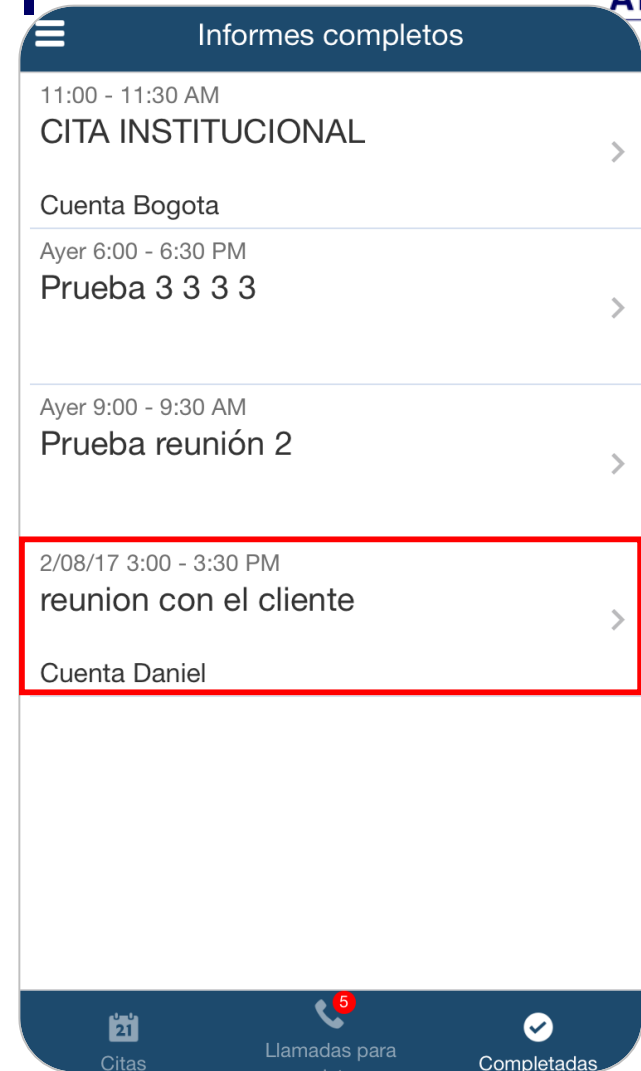 Informes completos
11:00 - 11:30 AM
CITA INSTITUCIONAL
Cuenta Bogota
Ayer 6:00 - 6:30 PM
Prueba 3 3 3 3
Ayer 9:00 - 9:30 AM
Prueba reunión 2
2/08/17 3:00 - 3:30 PM
reunion con el cliente
Cuenta Daniel
5
21
Citas
Llamadas para
Completadas